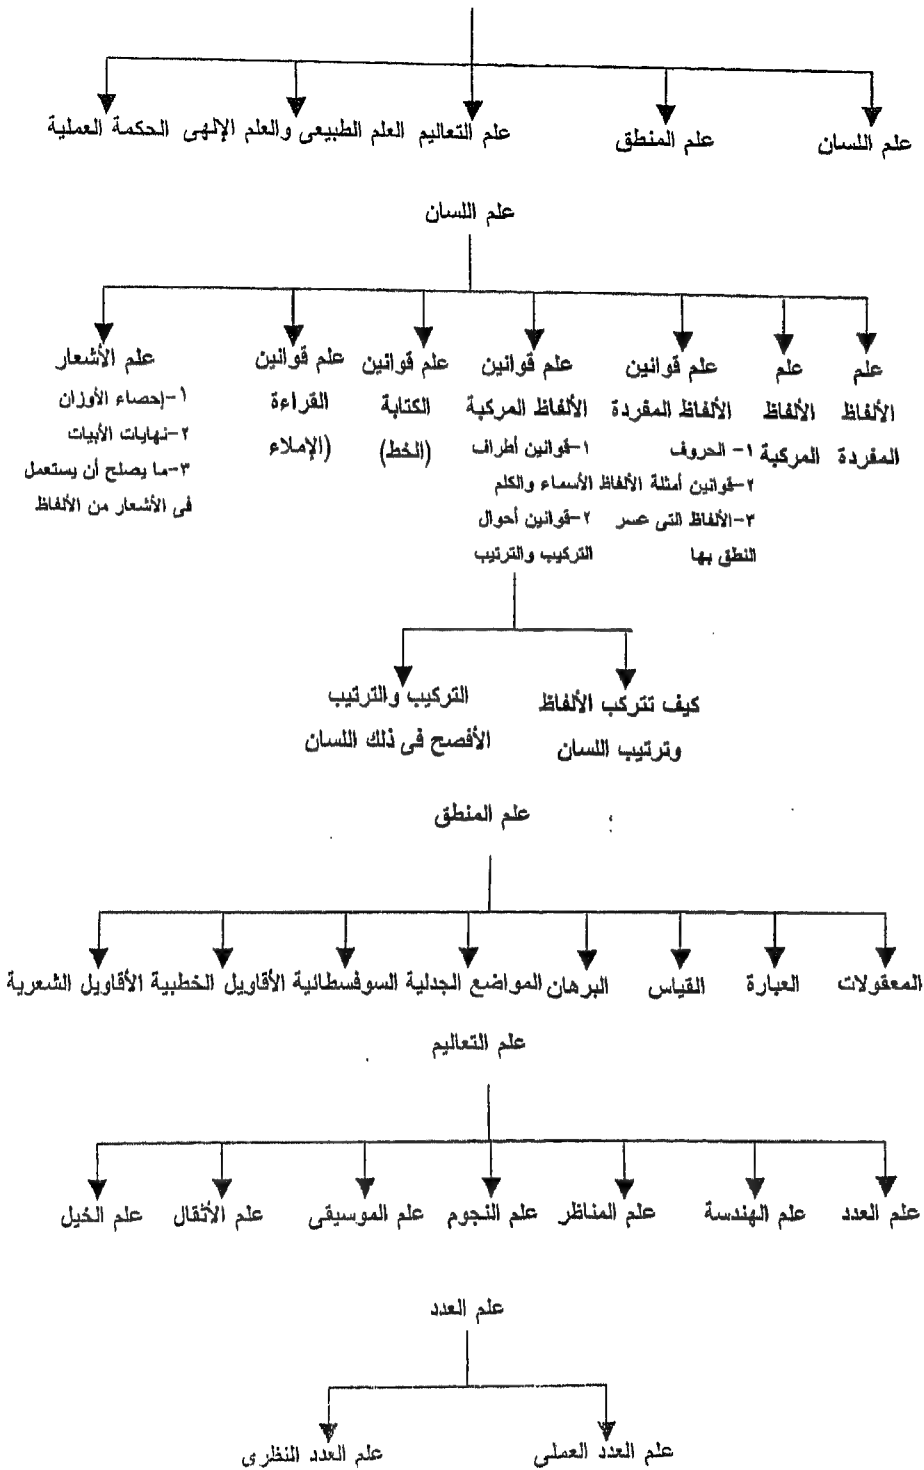 علم اللسان علم المنطق علم التعاليم العلم الطبيعى والعلم الإلهى الحكمة العملية
علم اللسان
علم علم علم قوانين علم قوانين علم قوانين علم قوانين علم الأشعار
الألفاظ الألفاظ الألفاظ المفردة الألفاظ المركبة الكتابة القراءة ١-إحصاء الأوزان
المفردة المركبة ١- الحروف ١-قوانين أطراف (الخط) (الإملاء ٢-نهايات الأبيات
٢-قوانين أمثلة الألفاظ الأسماء والكلم ٣-ما يصلح أن يستعمل
٣-الألفاظ التى عسر ٢-قوانين أحوال فى الأشعار من الألفاظ
النطق بها التركيب والترتيب
كيف تتركب الألفاظ التركيب والترتيب
وترتيب اللسان الأفصح فى ذلك اللسان
علم المنطق
المعقولات العبارة القياس البرهان المواضع الجدلية السوفسطائية الأقاويل الخطبية الأقاويل الشعرية
علم التعاليم
علم العدد علم الهندسة علم المناظر علم النجوم علم الموسيقى علم الأثقال علم الخيل
علم العدد
علم العدد العملى علم العدد النظرى